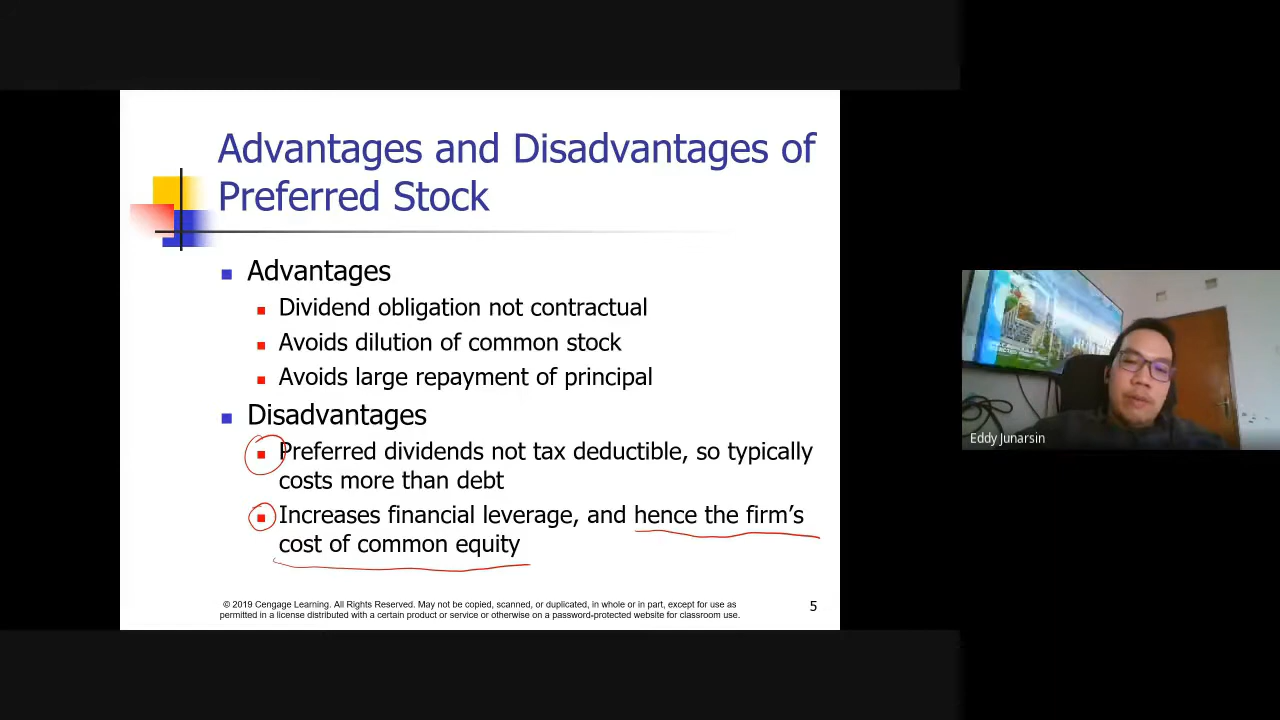 Advantages and Disadvantages of
Preferred Stock
Advantages
Dividend obligation not contractual
Avoids dilution of common stock
Avoids large repayment of principal
Disadvantages
Preferred dividends not tax deductible, so typically
costs more than debt
Increases financial leverage, and hence the firm’s
cost of common equity
© 2019 Cengage Learning. All Rights Reserved. May not be copied, scanned, or duplicated, in whole or in part, except for use as
permitted in a license distributed with a certain product or service or otherwise on a password-protected website for classroom use.
5
Eddy Junarsin